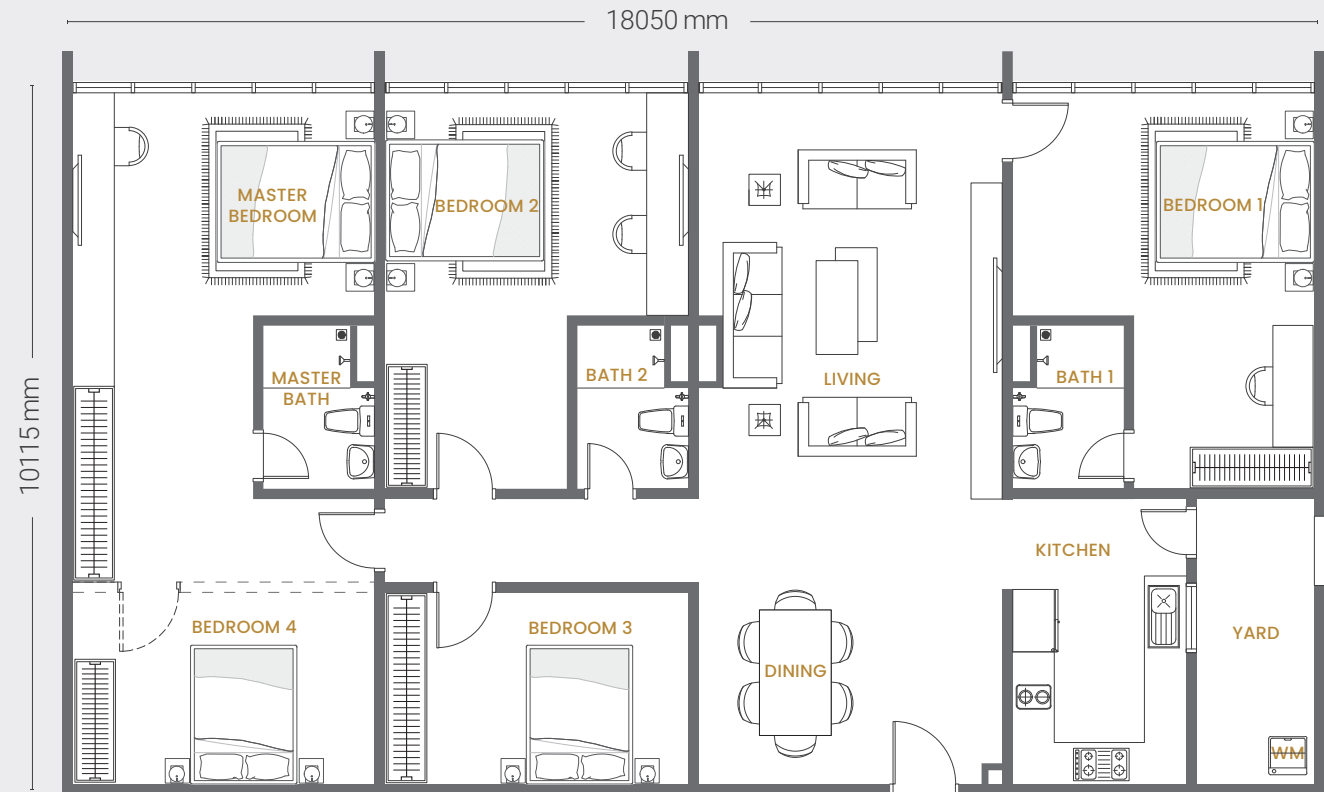 18050 mm
10115 mm
MASTER
BEDROOM
BEDROOM 2
BEDROOM 1
MASTER
BATH
BATH 2
LIVING
BATH 1
KITCHEN
BEDROOM 4
BEDROOM 3
DINING
YARD
WM